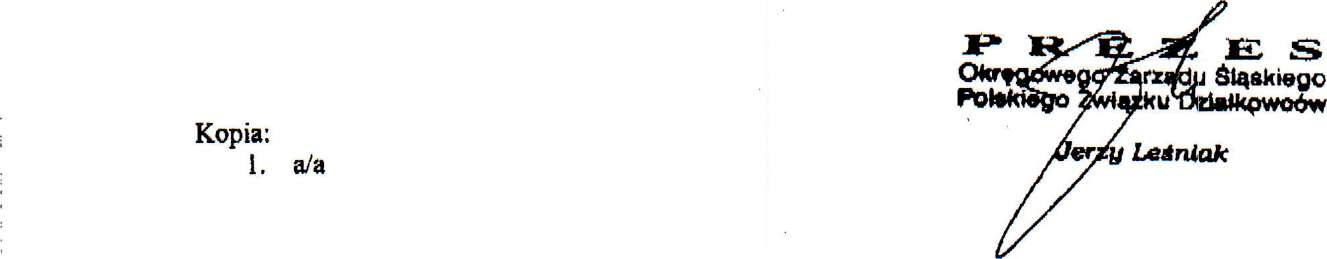 P R E Z E S
Okręgowego Zarządu Śląskiego
Polskiego Związku Działkowców
Jerzy Leśniak
Kopia:
1. a/a